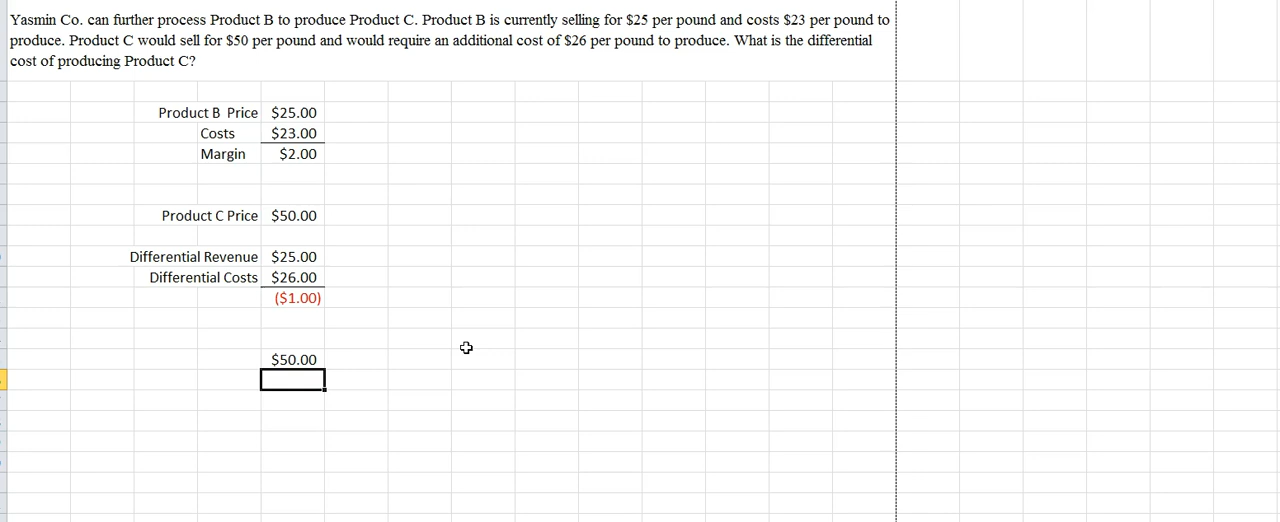 Yasmin Co. can further process Product B to produce Product C. Product B is currently selling for $25 per pound and costs $23 per pound to
produce. Product C would sell for $50 per pound and would require an additional cost of $26 per pound to produce. What is the differential
cost of producing Product C?
Product B Price $25.00
Costs $23.00
Margin $2.00
Product C Price $50.00
Differential Revenue $25.00
Differential Costs $26.00
($1.00)
$50.00